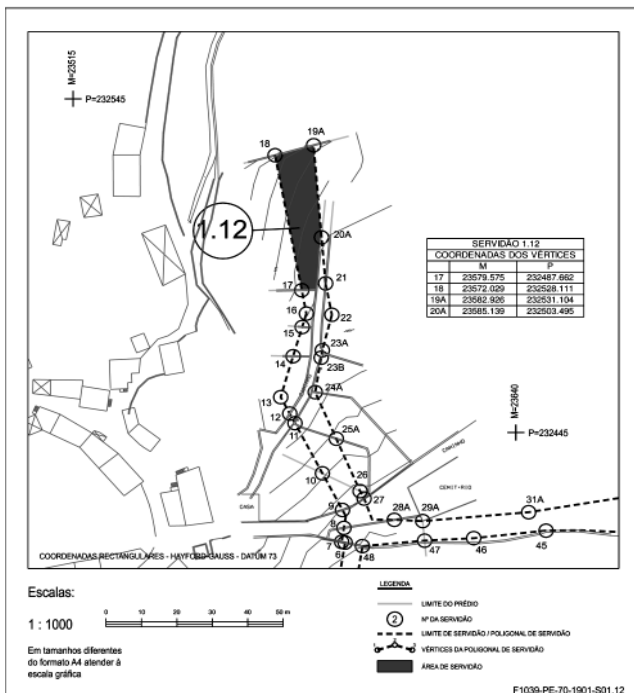 M=23515
P=232545
18
19A
1.12
20A
17
21
16
22
15
23A
14
23B
24A
13
12
11
25A
10
26
27
9
28A
29A
31A
8
7
6
48
47
46
45
M=23640
P=232445
CAMINHO
CASA
SERVIDÃO 1.12
COORDENADAS DOS VÉRTICES
M P
17 23579.575 232487.662
18 23572.029 232528.111
19A 23582.926 232531.104
20A 23585.139 232503.495
COORDENADAS RECTANGULARES - HAYFORD-GAUSS - DATUM 73
Escalas:
1 : 1000
0 10 20 30 40 50 m
Em tamanhos diferentes
do formato A4 atender à
escala gráfica
LEGENDA
LIMITE DO PRÉDIO
2 Nº DA SERVIDÃO
LIMITE DE SERVIDÃO / POLIGONAL DE SERVIDÃO
VÉRTICES DA POLIGONAL DE SERVIDÃO
ÁREA DE SERVIDÃO
F1039-PE-70-1901-S01.12